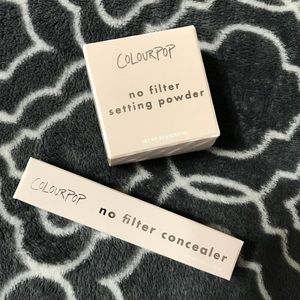 COLOURPOP
no filter
setting powder
COLOURPOP
no filter concealer